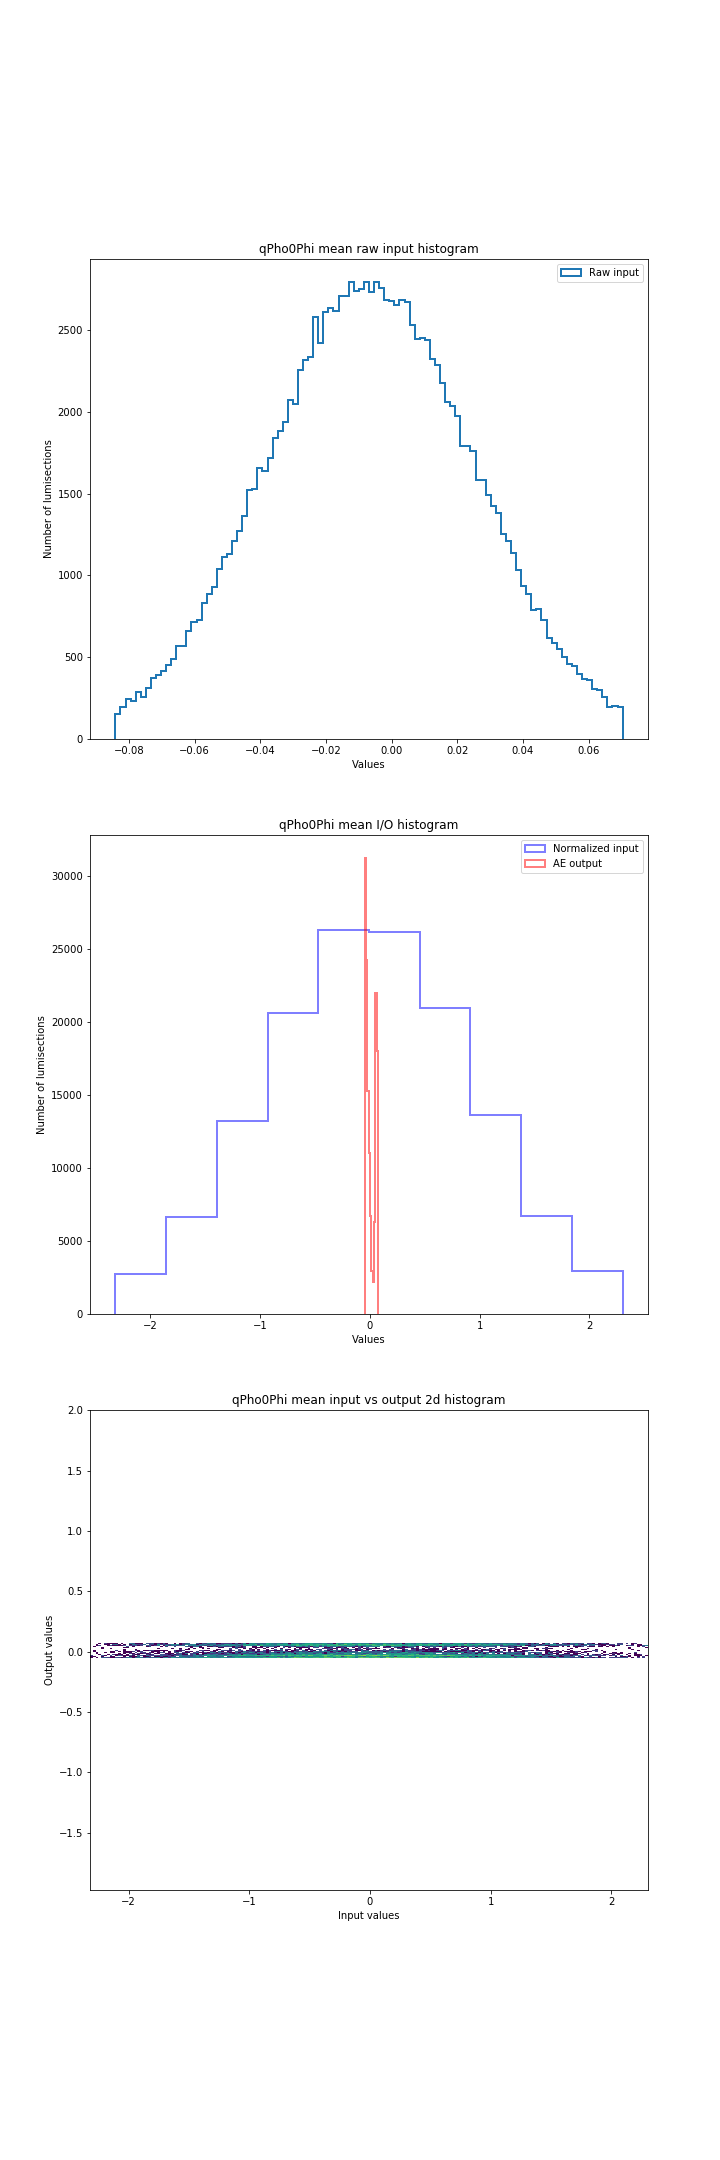 qPho0Phi mean raw input histogram
Raw input
Number of lumisections
2500
2000
1500
1000
500
0
−0.08 −0.06 −0.04 −0.02 0.00 0.02 0.04 0.06
Values
qPho0Phi mean I/O histogram
Normalized input
AE output
Number of lumisections
30000
25000
20000
15000
10000
5000
0
−2 −1 0 1 2
Values
qPho0Phi mean input vs output 2d histogram
Output values
2.0
1.5
1.0
0.5
0.0
−0.5
−1.0
−1.5
−2 −1 0 1 2
Input values